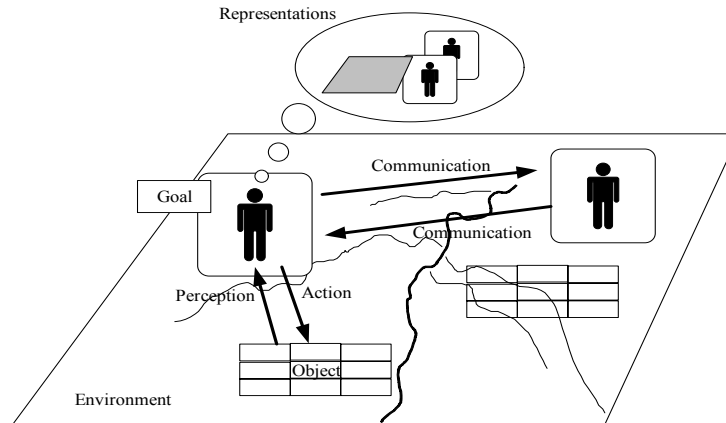 Representations
Communication
Goal
Communication
Perception
Action
Object
Environment